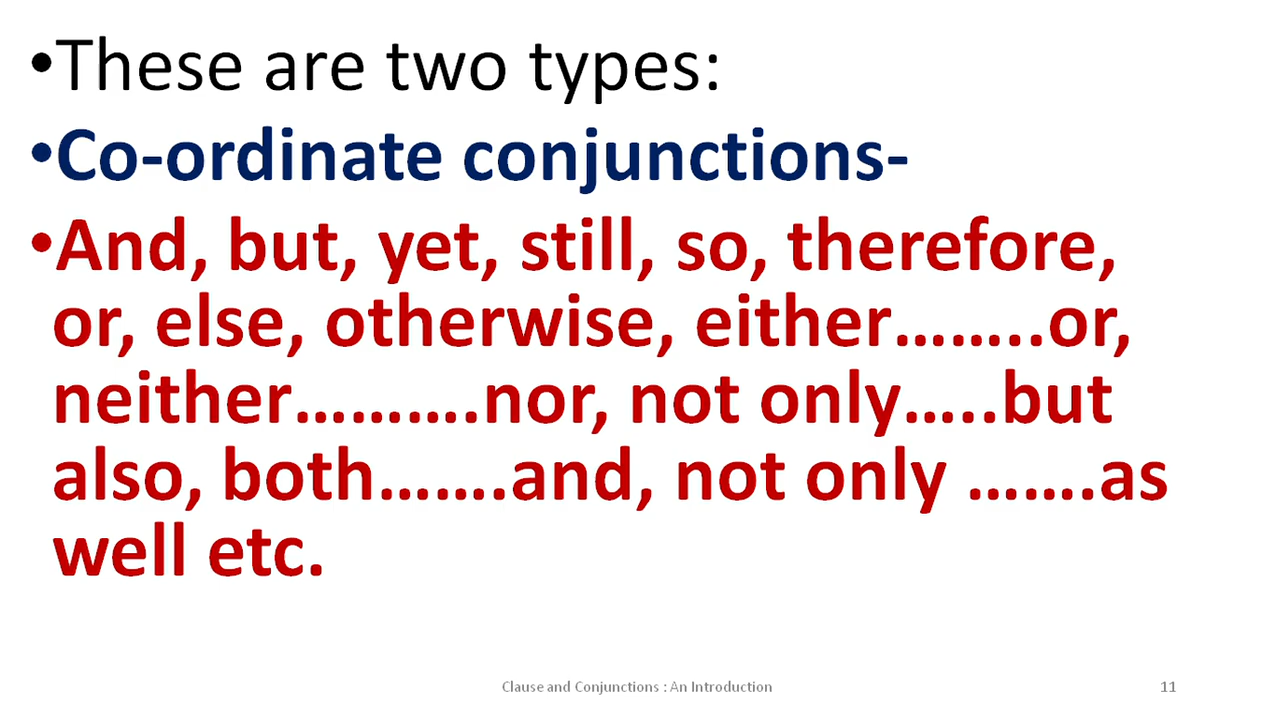 •These are two types:
•Co-ordinate conjunctions-
•And, but, yet, still, so, therefore,
or, else, otherwise, either……..or,
neither……….nor, not only…..but
also, both…….and, not only …….as
well etc.
Clause and Conjunctions : An Introduction
11